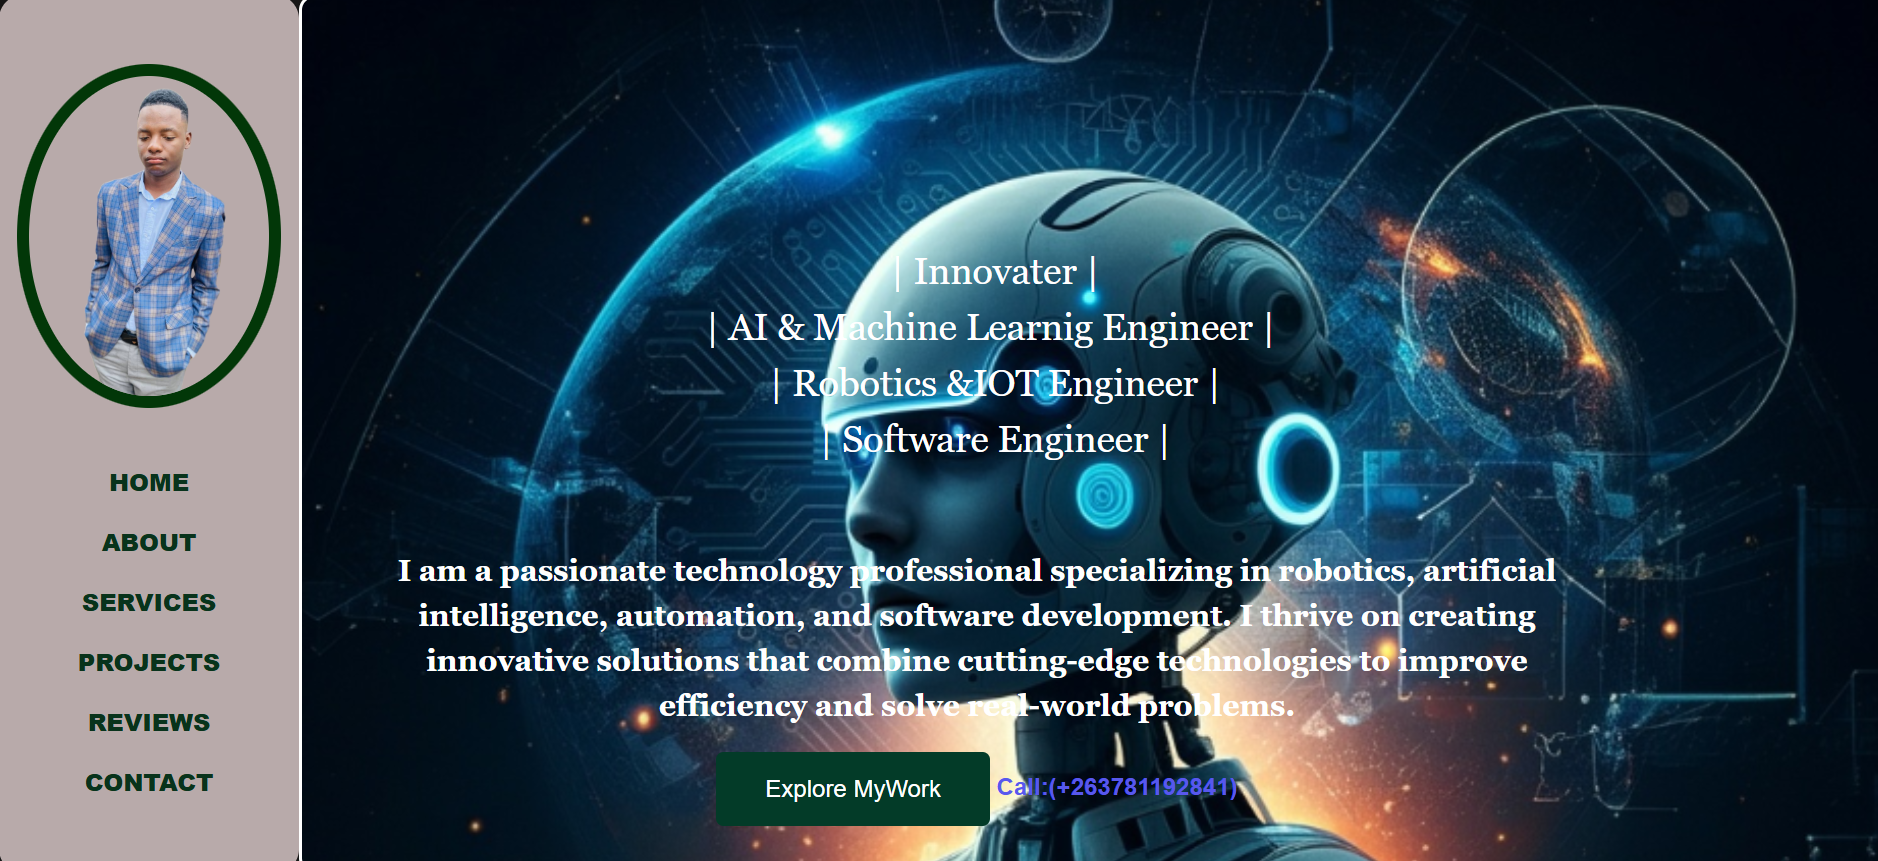 HOME
ABOUT
SERVICES
PROJECTS
REVIEWS
CONTACT
| Innovater |
| AI & Machine Learnig Engineer |
| Robotics &IOT Engineer |
| Software Engineer |
I am a passionate technology professional specializing in robotics, artificial
intelligence, automation, and software development. I thrive on creating
innovative solutions that combine cutting-edge technologies to improve
efficiency and solve real-world problems.
Explore MyWork
Call:(+263781192841)